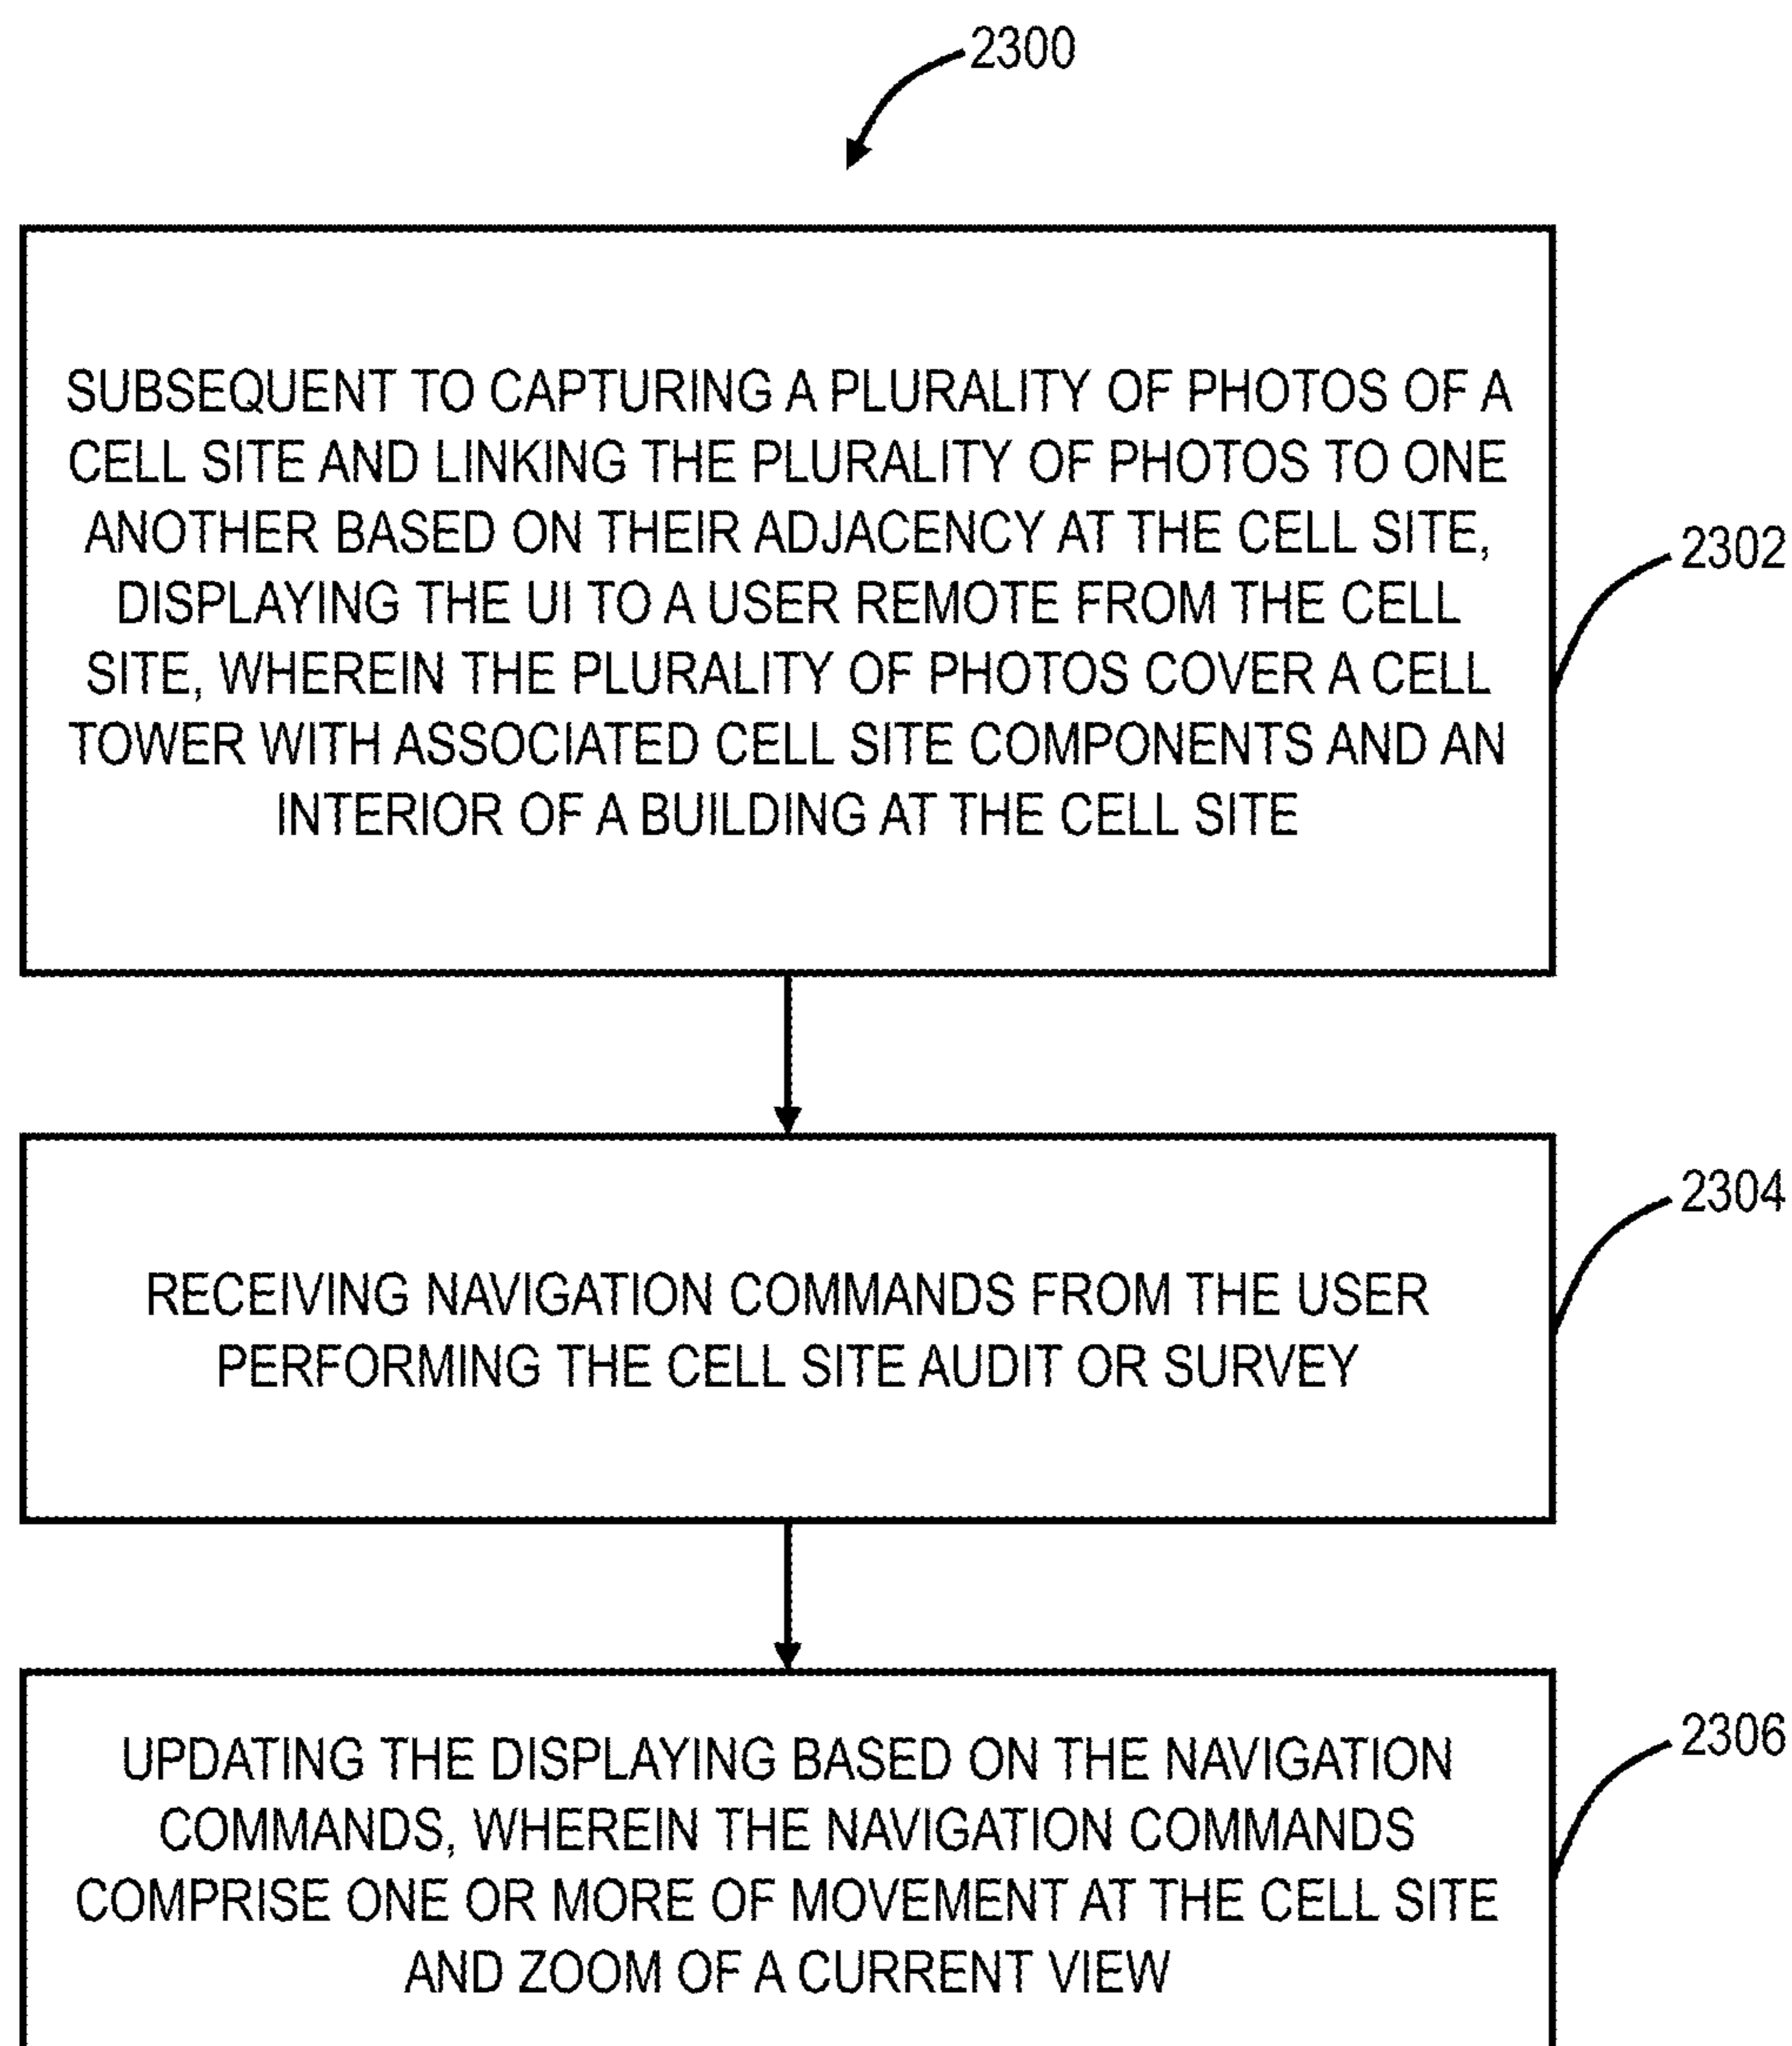 2300
SUBSEQUENT TO CAPTURING A PLURALITY OF PHOTOS OF A
CELL SITE AND LINKING THE PLURALITY OF PHOTOS TO ONE
ANOTHER BASED ON THEIR ADJACENCY AT THE CELL SITE,
DISPLAYING THE UI TO A USER REMOTE FROM THE CELL
SITE, WHEREIN THE PLURALITY OF PHOTOS COVER A CELL
TOWER WITH ASSOCIATED CELL SITE COMPONENTS AND AN
INTERIOR OF A BUILDING AT THE CELL SITE
2302
RECEIVING NAVIGATION COMMANDS FROM THE USER
PERFORMING THE CELL SITE AUDIT OR SURVEY
2304
UPDATING THE DISPLAYING BASED ON THE NAVIGATION
COMMANDS, WHEREIN THE NAVIGATION COMMANDS
COMPRISE ONE OR MORE OF MOVEMENT AT THE CELL SITE
AND ZOOM OF A CURRENT VIEW
2306